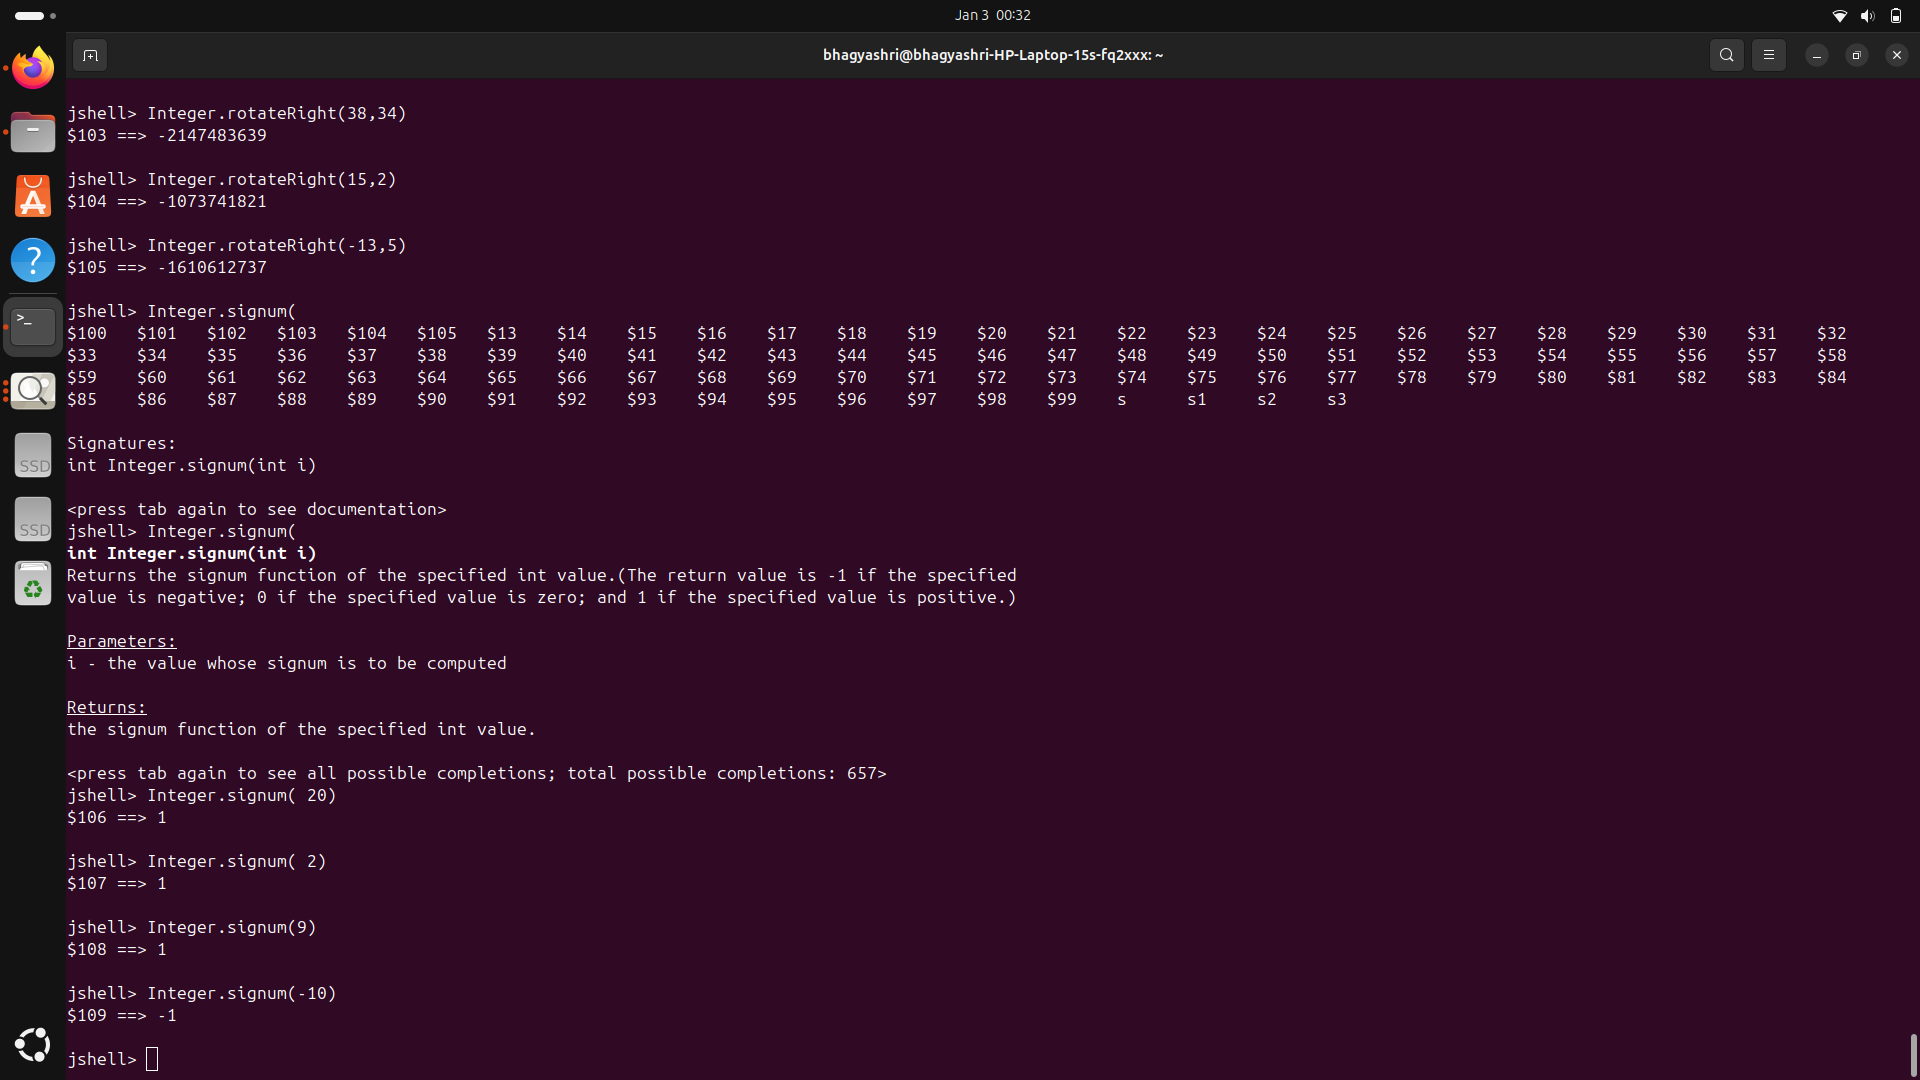 Jan 3 00:32
bhagyashri@bhagyashri-HP-Laptop-15s-fq2xxx: ~
jshell> Integer.rotateRight(38,34)
$103 ==> -2147483639
jshell> Integer.rotateRight(15,2)
$104 ==> -1073741821
jshell> Integer.rotateRight(-13,5)
$105 ==> -1610612737
jshell> Integer.signum(
$100 $101 $102 $103 $104 $105 $13 $14 $15 $16 $17 $18 $19 $20 $21 $22 $23 $24 $25 $26 $27 $28 $29 $30 $31 $32
$33 $34 $35 $36 $37 $38 $39 $40 $41 $42 $43 $44 $45 $46 $47 $48 $49 $50 $51 $52 $53 $54 $55 $56 $57 $58
$59 $60 $61 $62 $63 $64 $65 $66 $67 $68 $69 $70 $71 $72 $73 $74 $75 $76 $77 $78 $79 $80 $81 $82 $83 $84
$85 $86 $87 $88 $89 $90 $91 $92 $93 $94 $95 $96 $97 $98 $99 s s1 s2 s3
Signatures:
int Integer.signum(int i)
<press tab again to see documentation>
jshell> Integer.signum(
int Integer.signum(int i)
Returns the signum function of the specified int value.(The return value is -1 if the specified
value is negative; 0 if the specified value is zero; and 1 if the specified value is positive.)
Parameters:
i - the value whose signum is to be computed
Returns:
the signum function of the specified int value.
<press tab again to see all possible completions; total possible completions: 657>
jshell> Integer.signum( 20)
$106 ==> 1
jshell> Integer.signum( 2)
$107 ==> 1
jshell> Integer.signum(9)
$108 ==> 1
jshell> Integer.signum(-10)
$109 ==> -1
jshell>
SSD
SSD